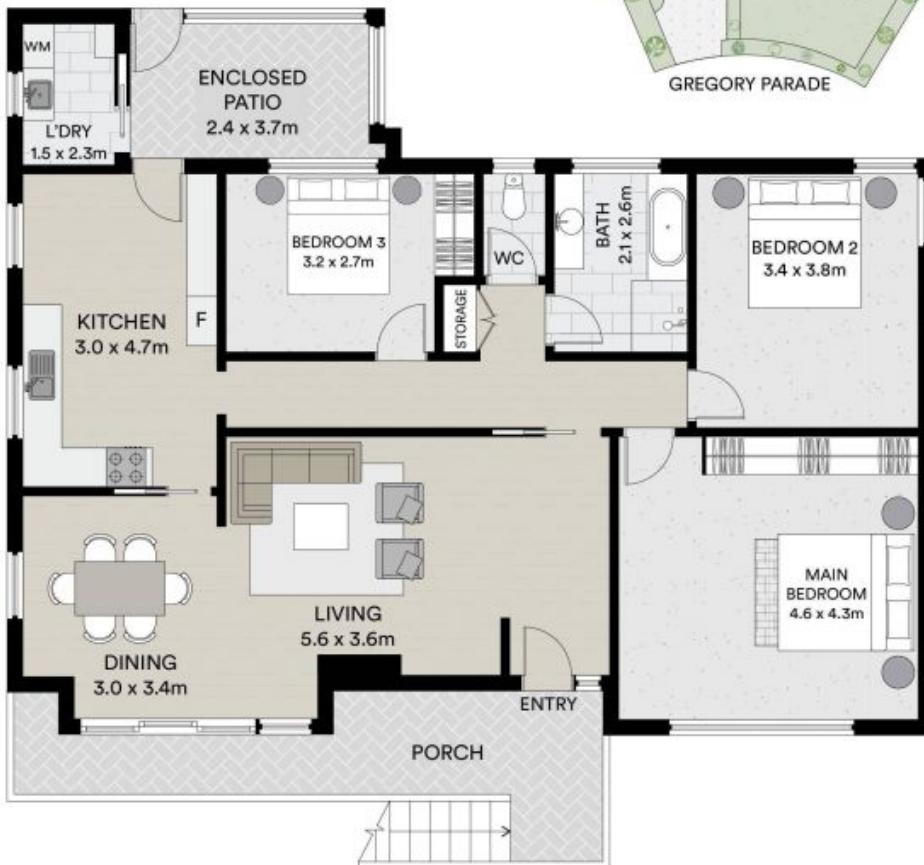 GREGORY PARADE
WM
L'DRY
1.5 x 2.3m
ENCLOSED
PATIO
2.4 x 3.7m
KITCHEN
3.0 x 4.7m
F
BEDROOM 3
3.2 x 2.7m
STORAGE
WC
BATH
2.1 x 2.6m
BEDROOM 2
3.4 x 3.8m
MAIN
BEDROOM
4.6 x 4.3m
LIVING
5.6 x 3.6m
DINING
3.0 x 3.4m
ENTRY
PORCH